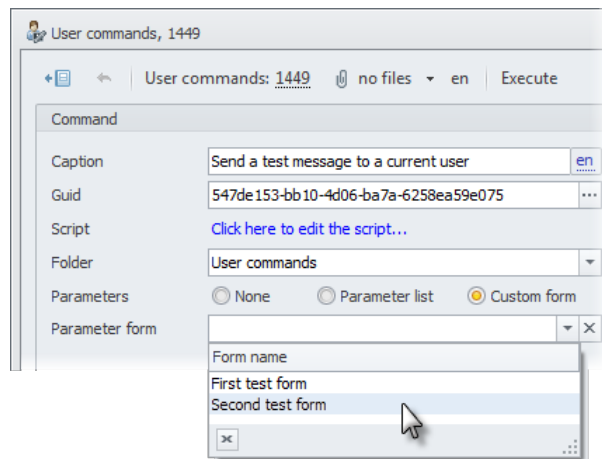 User commands, 1449
User commands: 1449 no files en Execute
Command
Caption Send a test message to a current user en
Guid 547de153-bb10-4d06-ba7a-6258ea59e075 ...
Script Click here to edit the script...
Folder User commands
Parameters None Parameter list Custom form
Parameter form
Form name
First test form
Second test form